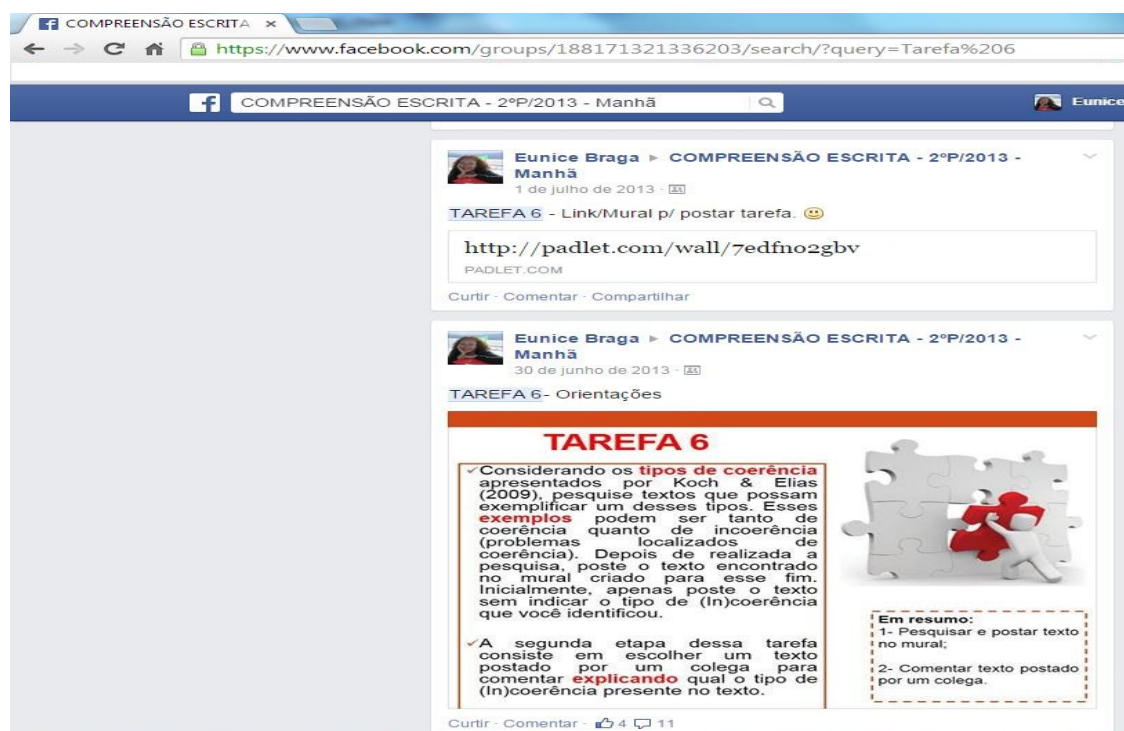 COMPREENSÃO ESCRITA
https://www.facebook.com/groups/188171321336203/search/?query=Tarefa%206
COMPREENSÃO ESCRITA - 2ºP/2013 - Manhã
Eunice
Eunice Braga ▸ COMPREENSÃO ESCRITA - 2ºP/2013 -
Manhã
1 de julho de 2013 ·
TAREFA 6 - Link/Mural p/ postar tarefa. 🙂
http://padlet.com/wall/7edfno2gbv
PADLET.COM
Curtir · Comentar · Compartilhar
Eunice Braga ▸ COMPREENSÃO ESCRITA - 2ºP/2013 -
Manhã
30 de junho de 2013 ·
TAREFA 6- Orientações
TAREFA 6
✓Considerando os tipos de coerência
apresentados por Koch & Elias
(2009), pesquise textos que possam
exemplificar um desses tipos. Esses
exemplos podem ser tanto de
coerência quanto de incoerência
(problemas localizados de
coerência). Depois de realizada a
pesquisa, poste o texto encontrado
no mural criado para esse fim.
Inicialmente, apenas poste o texto
sem indicar o tipo de (In)coerência
que você identificou.
✓A segunda etapa dessa tarefa
consiste em escolher um texto
postado por um colega para
comentar explicando qual o tipo de
(In)coerência presente no texto.
Em resumo:
1- Pesquisar e postar texto
no mural;
2- Comentar texto postado
por um colega.
Curtir · Comentar · 4 11